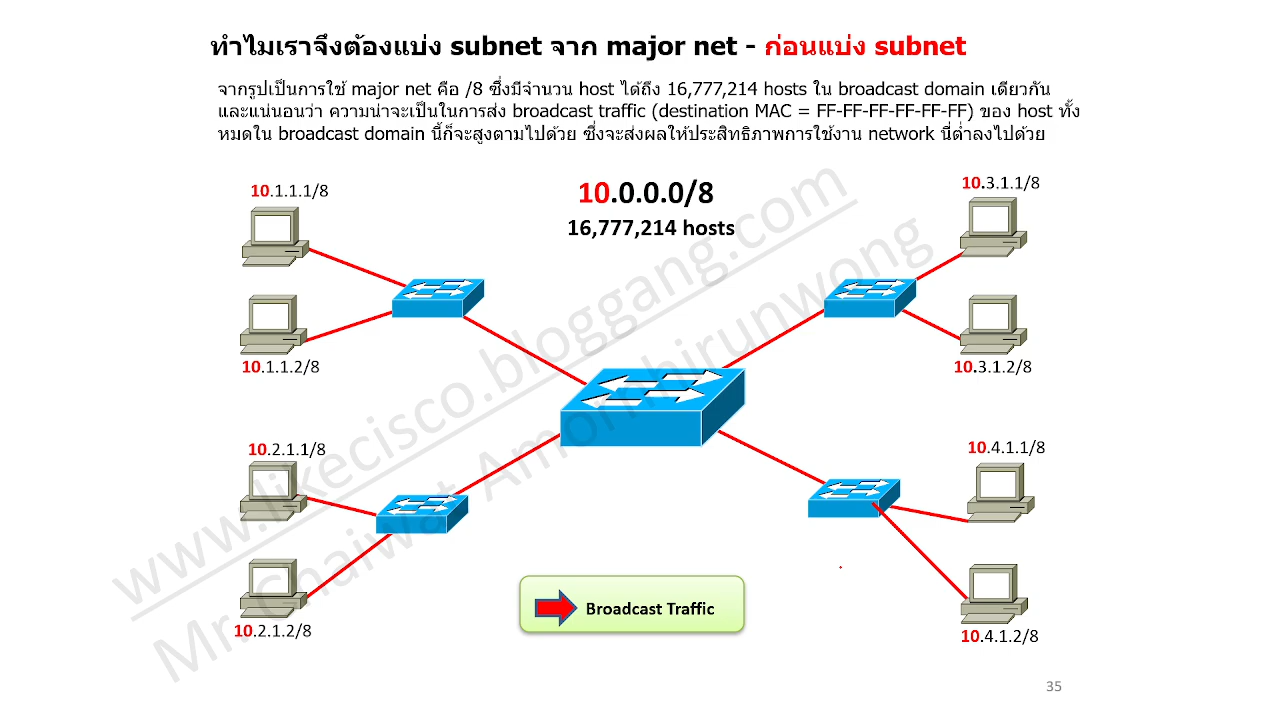 ทำไมเราจึงต้องแบ่ง subnet จาก major net - ก่อนแบ่ง subnet
จากรูปเป็นการใช้ major net คือ /8 ซึ่งมีจำนวน host ได้ถึง 16,777,214 hosts ใน broadcast domain เดียวกัน
และแน่นอนว่า ความน่าจะเป็นในการส่ง broadcast traffic (destination MAC = FF-FF-FF-FF-FF-FF) ของ host ทั้ง
หมดใน broadcast domain นี้ก็จะสูงตามไปด้วย ซึ่งจะส่งผลให้ประสิทธิภาพการใช้งาน network นี่ต่ำลงไปด้วย
10.0.0.0/8
16,777,214 hosts
10.1.1.1/8
10.3.1.1/8
10.1.1.2/8
10.3.1.2/8
10.2.1.1/8
10.4.1.1/8
10.2.1.2/8
10.4.1.2/8
Broadcast Traffic
www.likecisco.bloggang.com
Mr. Chaiwat Amornhirunwong
35